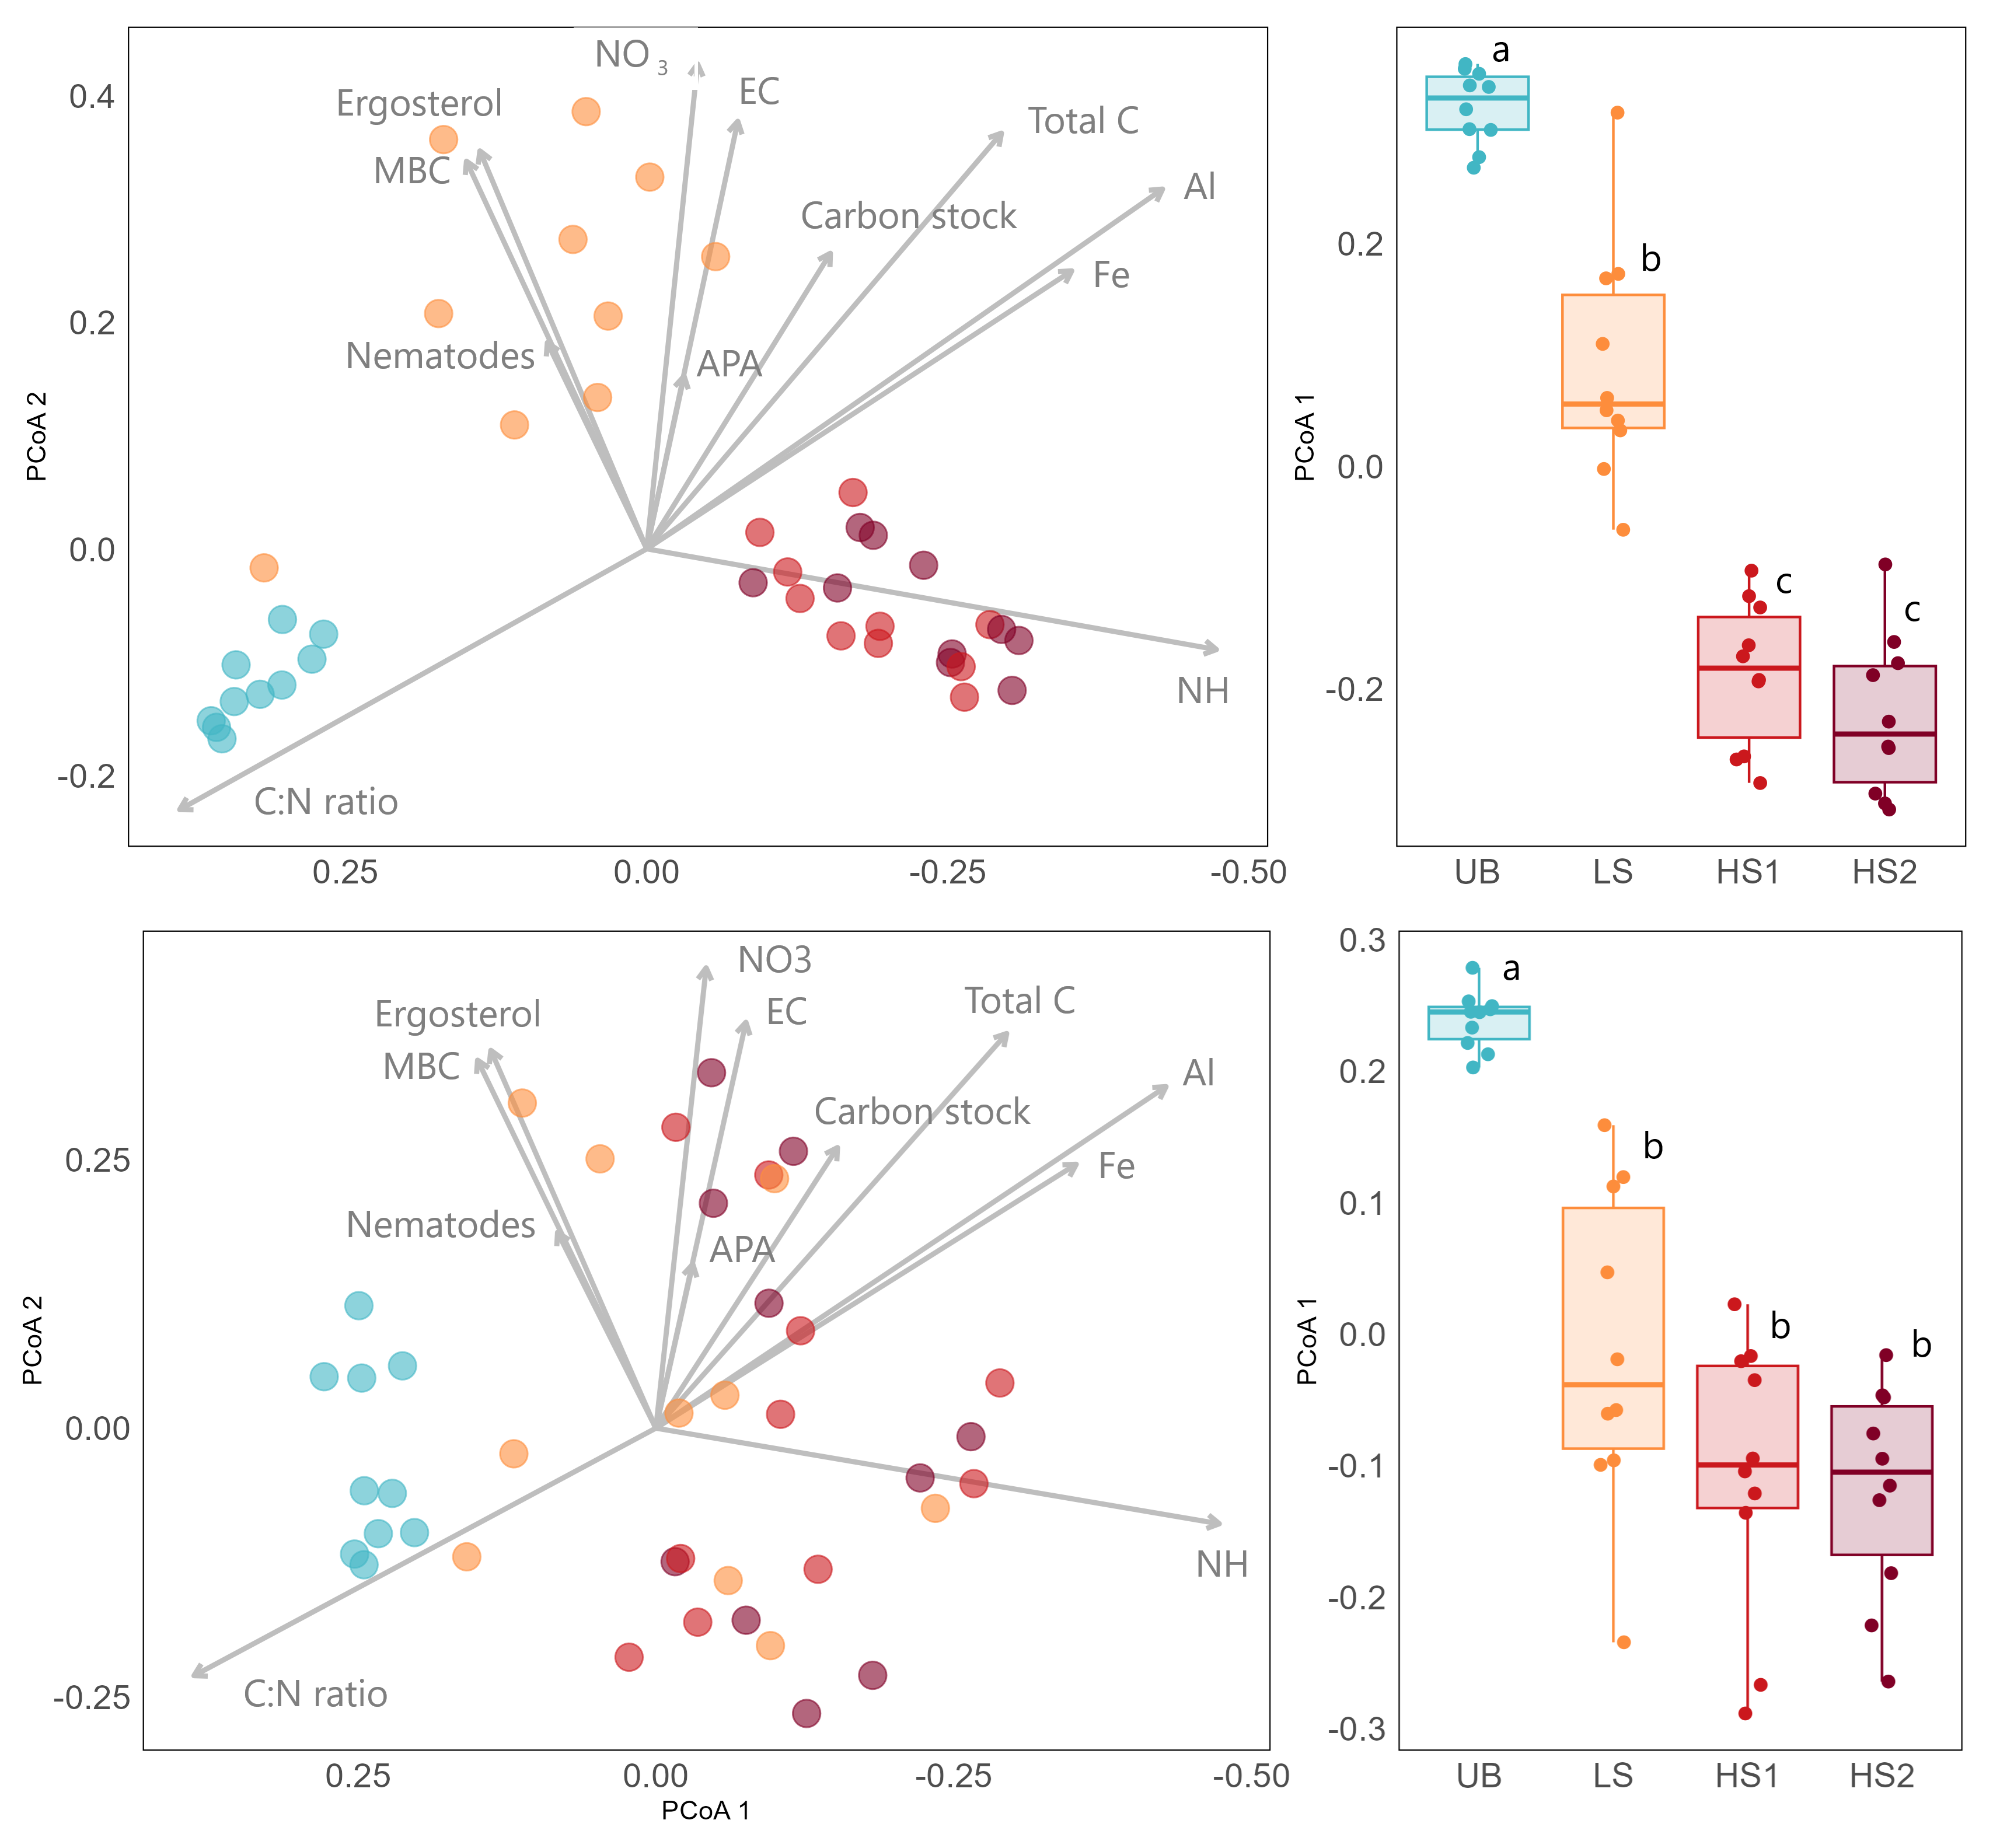 NO 3
EC
Ergosterol
MBC
Total C
Al
Carbon stock
Fe
Nematodes
APA
NH
C:N ratio
0.4
0.2
0.0
-0.2
PCoA 2
0.25 0.00 -0.25 -0.50
a
b
c
c
0.2
0.0
-0.2
PCoA 1
UB LS HS1 HS2
NO3
EC
Ergosterol
MBC
Total C
Al
Carbon stock
Fe
Nematodes
APA
NH
C:N ratio
0.25
0.00
-0.25
PCoA 2
0.25 0.00 -0.25 -0.50
PCoA 1
a
b
b
b
0.3
0.2
0.1
0.0
-0.1
-0.2
-0.3
PCoA 1
UB LS HS1 HS2